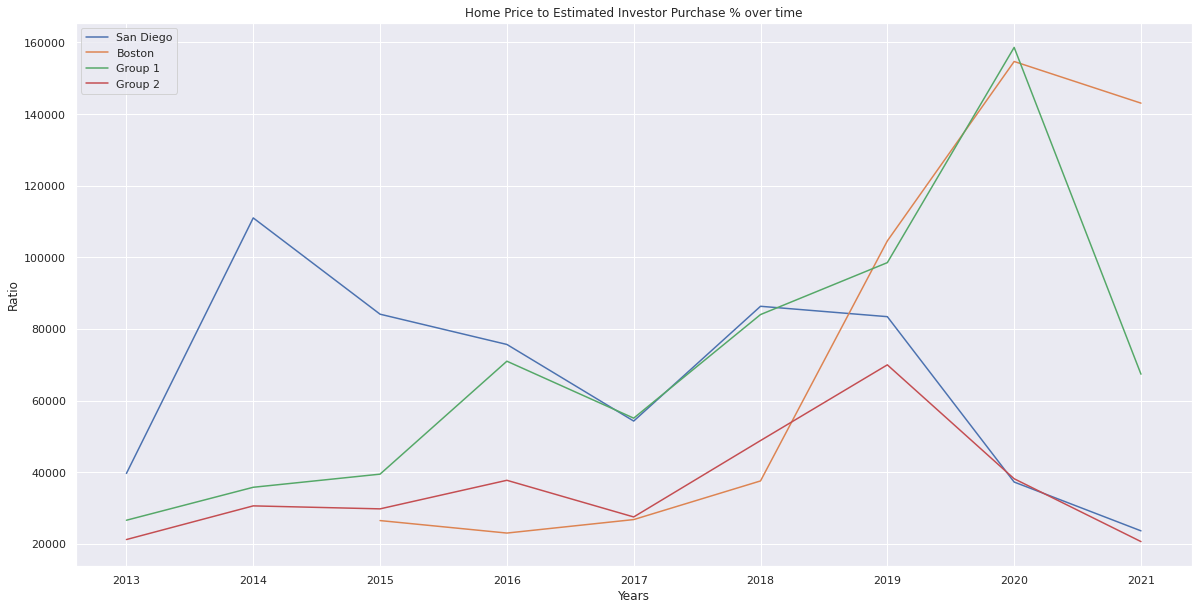 Home Price to Estimated Investor Purchase % over time
San Diego
Boston
Group 1
Group 2
160000
140000
120000
100000
80000
60000
40000
20000
Ratio
2013 2014 2015 2016 2017 2018 2019 2020 2021
Years